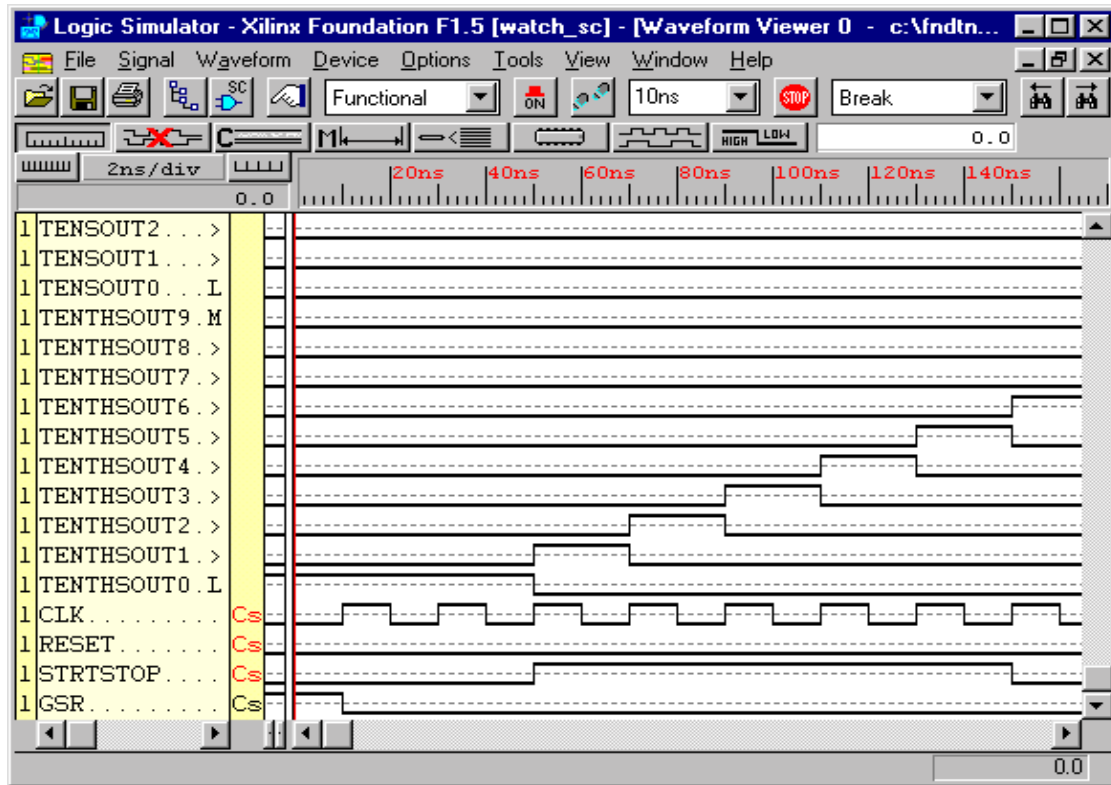 Logic Simulator - Xilinx Foundation F1.5 [watch_sc] - [Waveform Viewer 0 - c:\fndtn...
File Signal Waveform Device Options Tools View Window Help
SC Functional ON 10ns STOP Break
C M HIGH LOW 0.0
2ns/div 20ns 40ns 60ns 80ns 100ns 120ns 140ns
0.0
1 TENSOUT2...>
1 TENSOUT1...>
1 TENSOUT0...L
1 TENTHSOUT9.M
1 TENTHSOUT8.>
1 TENTHSOUT7.>
1 TENTHSOUT6.>
1 TENTHSOUT5.>
1 TENTHSOUT4.>
1 TENTHSOUT3.>
1 TENTHSOUT2.>
1 TENTHSOUT1.>
1 TENTHSOUT0.L
1 CLK......... Cs
1 RESET....... Cs
1 STRTSTOP.... Cs
1 GSR......... Cs
0.0